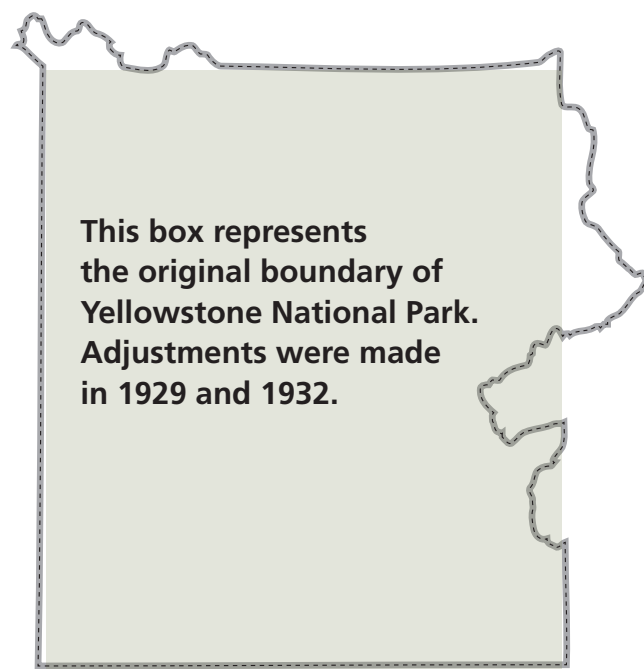 This box represents
the original boundary of
Yellowstone National Park.
Adjustments were made
in 1929 and 1932.